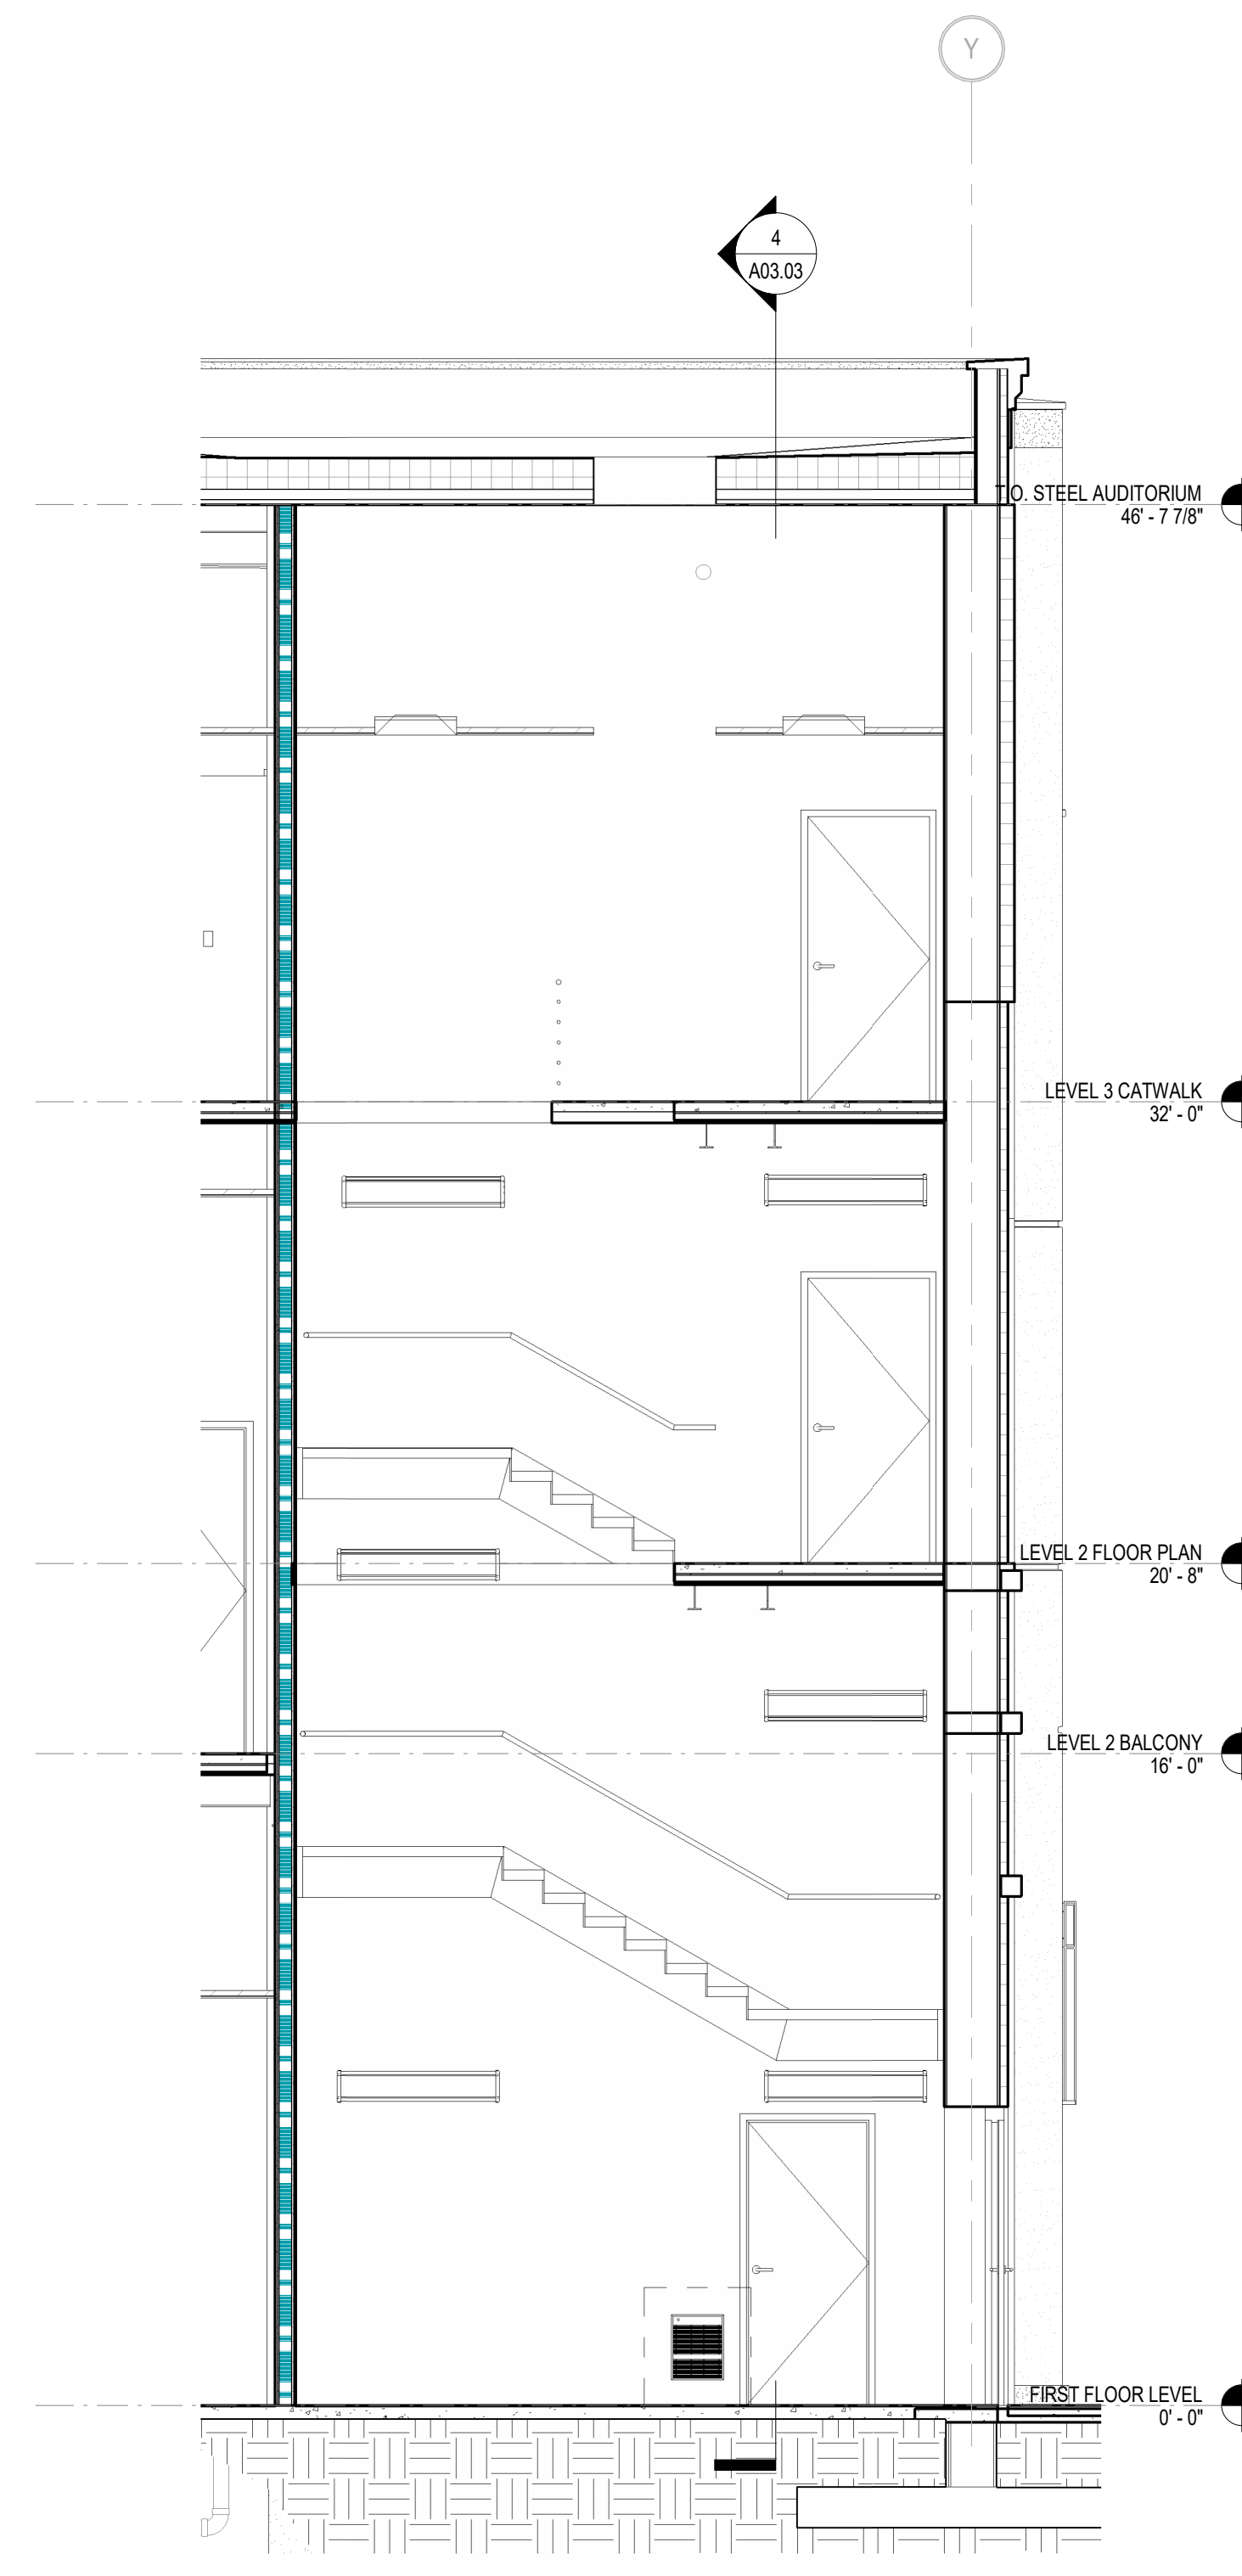 Y
4
A03.03
T.O. STEEL AUDITORIUM
46' - 7 7/8"
LEVEL 3 CATWALK
32' - 0"
LEVEL 2 FLOOR PLAN
20' - 8"
LEVEL 2 BALCONY
16' - 0"
FIRST FLOOR LEVEL
0' - 0"